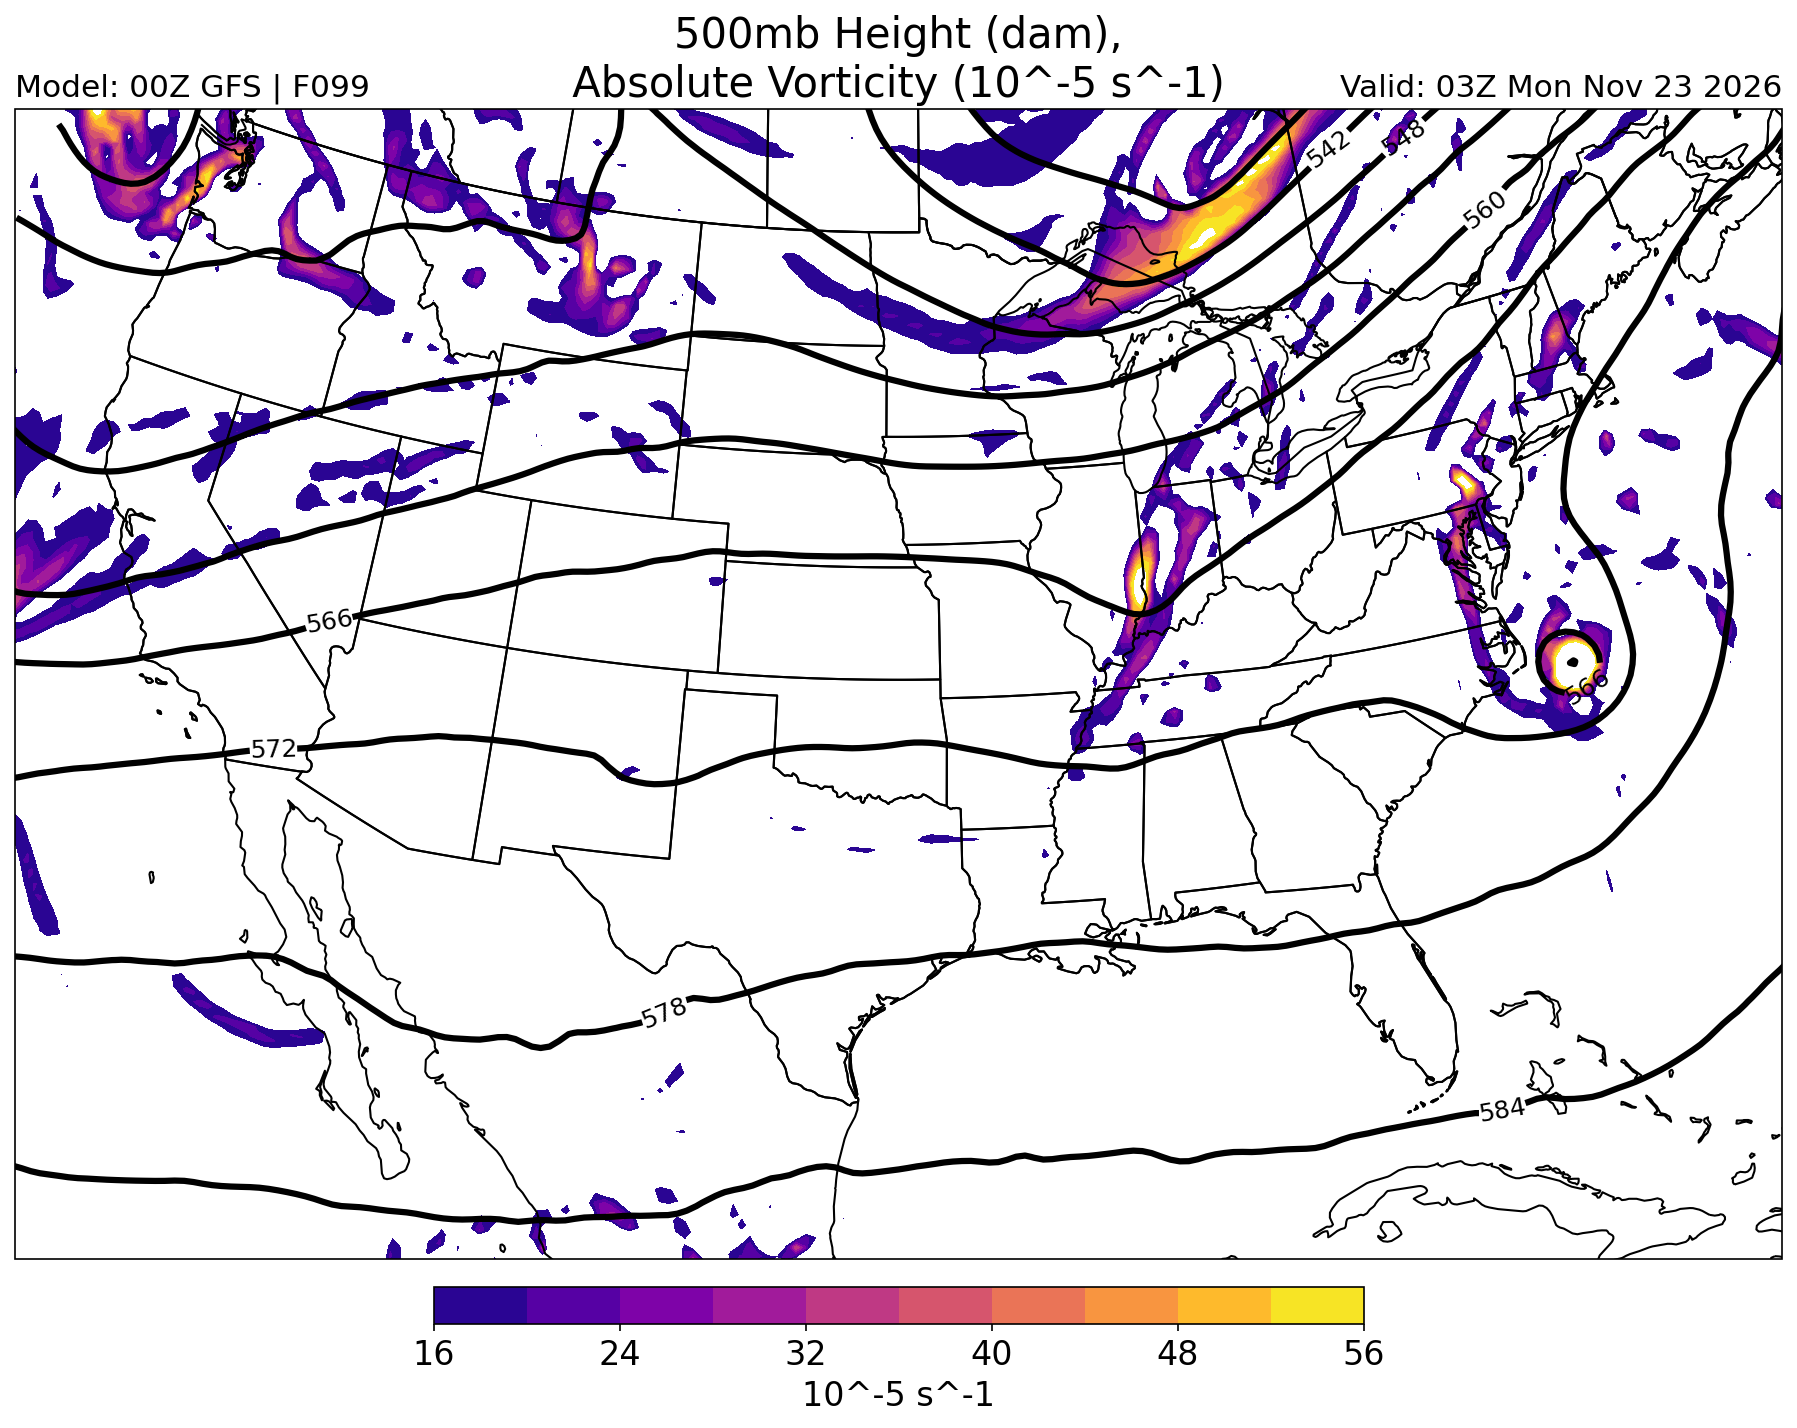 500mb Height (dam),
Absolute Vorticity (10^-5 s^-1)
Model: 00Z GFS | F099
Valid: 03Z Mon Nov 23 2026
542
548
560
566
566
572
578
584
16 24 32 40 48 56
10^-5 s^-1